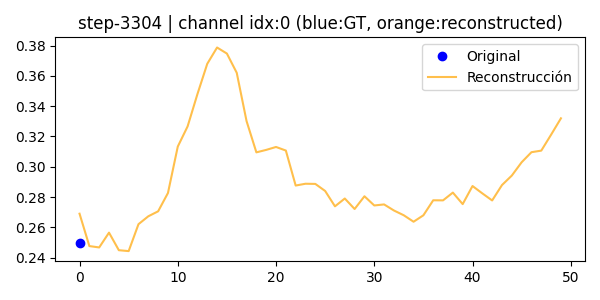 step-3304 | channel idx:0 (blue:GT, orange:reconstructed)
Original
Reconstrucción
0.38
0.36
0.34
0.32
0.30
0.28
0.26
0.24
0 10 20 30 40 50